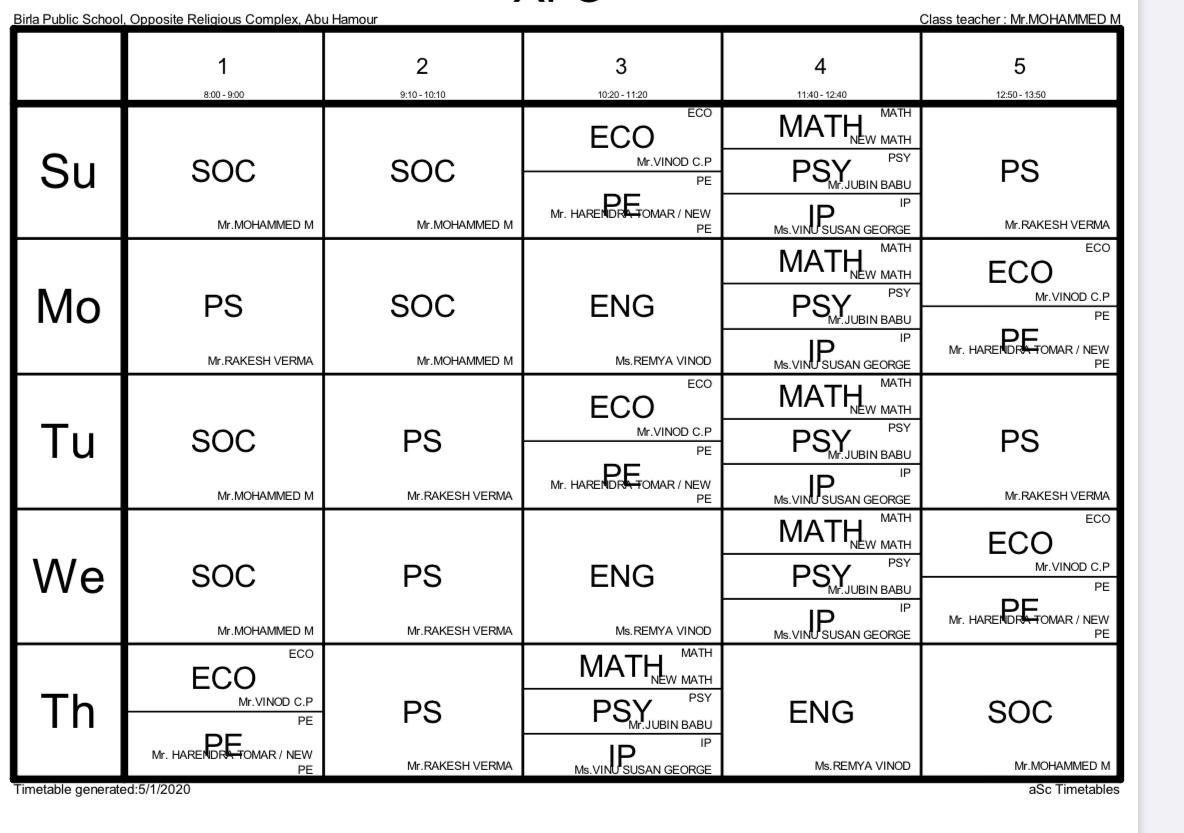 Birla Public School, Opposite Religious Complex, Abu Hamour
Class teacher : Mr.MOHAMMED M
1
8:00 - 9:00
2
9:10 - 10:10
3
10:20 - 11:20
4
11:40 - 12:40
5
12:50 - 13:50
Su
SOC
Mr.MOHAMMED M
SOC
Mr.MOHAMMED M
ECO
ECO
Mr.VINOD C.P
PE
PE
Mr. HARENDRA TOMAR / NEW
PE
MATH
MATH
NEW MATH
PSY
PSY
Mr.JUBIN BABU
IP
IP
Ms.VINU SUSAN GEORGE
PS
Mr.RAKESH VERMA
Mo
PS
Mr.RAKESH VERMA
SOC
Mr.MOHAMMED M
ENG
Ms.REMYA VINOD
MATH
MATH
NEW MATH
PSY
PSY
Mr.JUBIN BABU
IP
IP
Ms.VINU SUSAN GEORGE
ECO
ECO
Mr.VINOD C.P
PE
PE
Mr. HARENDRA TOMAR / NEW
PE
Tu
SOC
Mr.MOHAMMED M
PS
Mr.RAKESH VERMA
ECO
ECO
Mr.VINOD C.P
PE
PE
Mr. HARENDRA TOMAR / NEW
PE
MATH
MATH
NEW MATH
PSY
PSY
Mr.JUBIN BABU
IP
IP
Ms.VINU SUSAN GEORGE
PS
Mr.RAKESH VERMA
We
SOC
Mr.MOHAMMED M
PS
Mr.RAKESH VERMA
ENG
Ms.REMYA VINOD
MATH
MATH
NEW MATH
PSY
PSY
Mr.JUBIN BABU
IP
IP
Ms.VINU SUSAN GEORGE
ECO
ECO
Mr.VINOD C.P
PE
PE
Mr. HARENDRA TOMAR / NEW
PE
Th
ECO
ECO
Mr.VINOD C.P
PE
PE
Mr. HARENDRA TOMAR / NEW
PE
PS
Mr.RAKESH VERMA
MATH
MATH
NEW MATH
PSY
PSY
Mr.JUBIN BABU
IP
IP
Ms.VINU SUSAN GEORGE
ENG
Ms.REMYA VINOD
SOC
Mr.MOHAMMED M
Timetable generated:5/1/2020
aSc Timetables